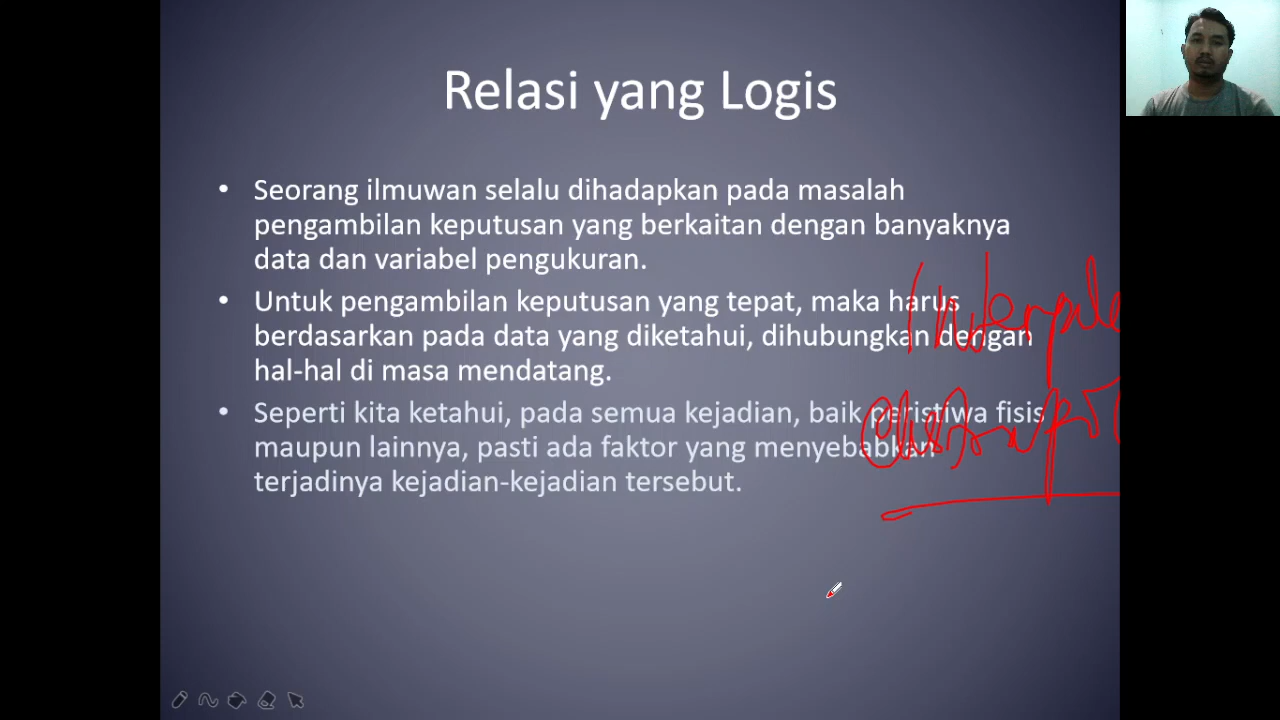 Relasi yang Logis
• Seorang ilmuwan selalu dihadapkan pada masalah
pengambilan keputusan yang berkaitan dengan banyaknya
data dan variabel pengukuran.
• Untuk pengambilan keputusan yang tepat, maka harus
berdasarkan pada data yang diketahui, dihubungkan dengan
hal-hal di masa mendatang.
• Seperti kita ketahui, pada semua kejadian, baik peristiwa fisis
maupun lainnya, pasti ada faktor yang menyebabkan
terjadinya kejadian-kejadian tersebut.